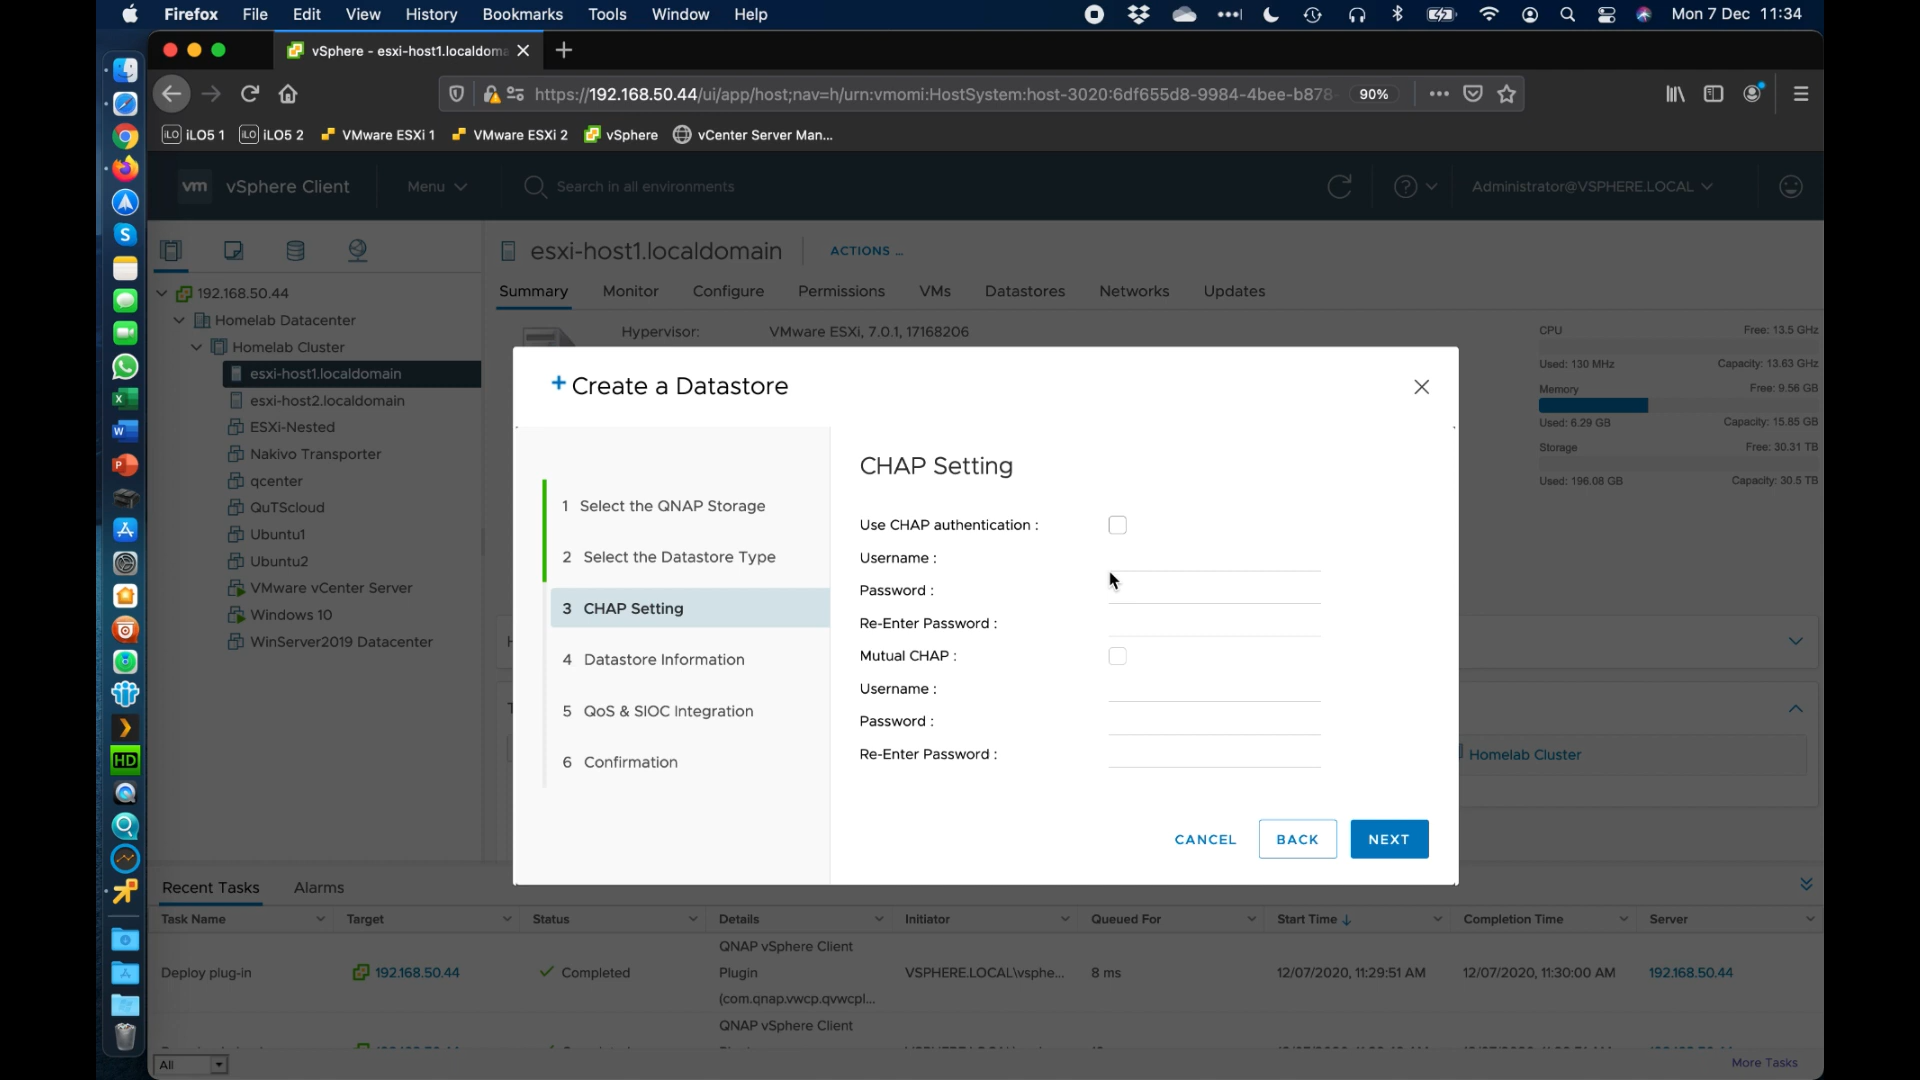 Firefox File Edit View History Bookmarks Tools Window Help Mon 7 Dec 11:34
vSphere - esxi-host1.localdoma
https://192.168.50.44/ui/app/host;nav=h/urn:vmomi:HostSystem:host-3020:6df655d8-9984-4bee-b878- 90%
iLO iLO5 1 iLO iLO5 2 VMware ESXi 1 VMware ESXi 2 vSphere vCenter Server Man...
vm vSphere Client Menu Search in all environments Administrator@VSPHERE.LOCAL
esxi-host1.localdomain ACTIONS
Summary Monitor Configure Permissions VMs Datastores Networks Updates
192.168.50.44
Homelab Datacenter
Homelab Cluster
esxi-host1.localdomain
esxi-host2.localdomain
ESXi-Nested
Nakivo Transporter
qcenter
QuTScloud
Ubuntu1
Ubuntu2
VMware vCenter Server
Windows 10
WinServer2019 Datacenter
Hypervisor: VMware ESXi, 7.0.1, 17168206
CPU Free: 13.5 GHz
Used: 130 MHz Capacity: 13.63 GHz
Memory Free: 9.56 GB
Used: 6.29 GB Capacity: 15.85 GB
Storage Free: 30.31 TB
Used: 196.08 GB Capacity: 30.5 TB
+ Create a Datastore
1 Select the QNAP Storage
2 Select the Datastore Type
3 CHAP Setting
4 Datastore Information
5 QoS & SIOC Integration
6 Confirmation
CHAP Setting
Use CHAP authentication :
Username :
Password :
Re-Enter Password :
Mutual CHAP :
Username :
Password :
Re-Enter Password :
CANCEL BACK NEXT
Homelab Cluster
Recent Tasks Alarms
Task Name Target Status Details Initiator Queued For Start Time Completion Time Server
QNAP vSphere Client
Deploy plug-in 192.168.50.44 Completed Plugin VSPHERE.LOCAL\vsphe... 8 ms 12/07/2020, 11:29:51 AM 12/07/2020, 11:30:00 AM 192.168.50.44
(com.qnap.vwcp.qvwcpl...
QNAP vSphere Client
All More Tasks